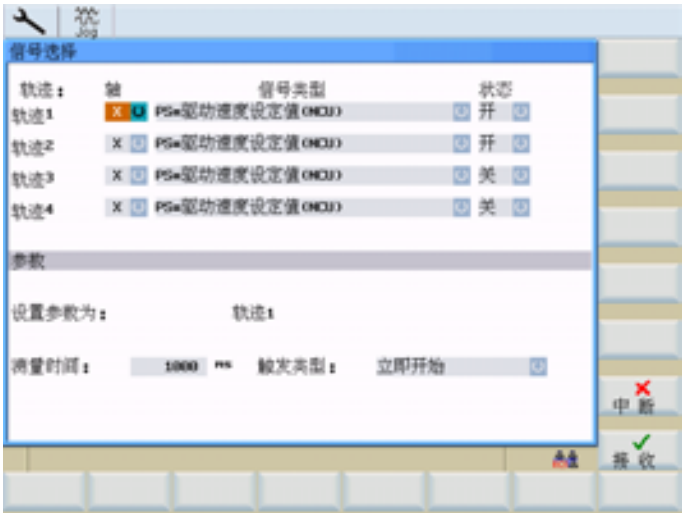 Jog
信号选择
轨迹: 轴 信号类型 状态
轨迹1 X PS=驱动速度设定值(NCU) 开
轨迹2 X PS=驱动速度设定值(NCU) 开
轨迹3 X PS=驱动速度设定值(NCU) 关
轨迹4 X PS=驱动速度设定值(NCU) 关
参数
设置参数为: 轨迹1
测量时间: 1000 ms 触发类型: 立即开始
中断
接收